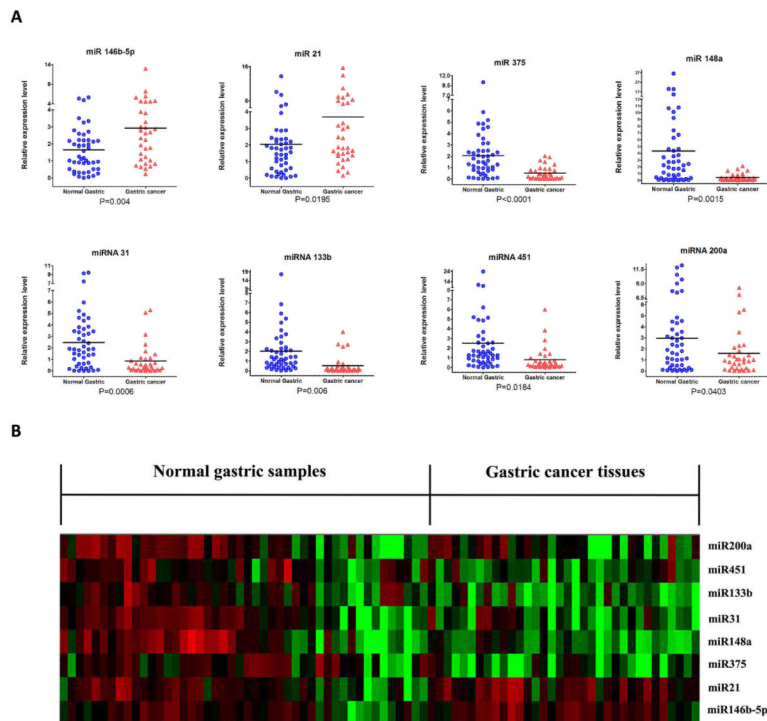 A
miR 146b-5p
miR 21
miR 375
miR 148a
Relative expression level
Relative expression level
Relative expression level
Relative expression level
Normal Gastric
Gastric cancer
Normal Gastric
Gastric cancer
Normal Gastric
Gastric cancer
Normal Gastric
Gastric cancer
P=0.004
P=0.0195
P<0.0001
P=0.0015
miRNA 31
miRNA 133b
miRNA 451
miRNA 200a
Relative expression level
Relative expression level
Relative expression level
Relative expression level
Normal Gastric
Gastric cancer
Normal Gastric
Gastric cancer
Normal Gastric
Gastric cancer
Normal Gastric
Gastric cancer
P=0.0006
P=0.006
P=0.0184
P=0.0403
B
Normal gastric samples
Gastric cancer tissues
miR200a
miR451
miR133b
miR31
miR148a
miR375
miR21
miR146b-5p